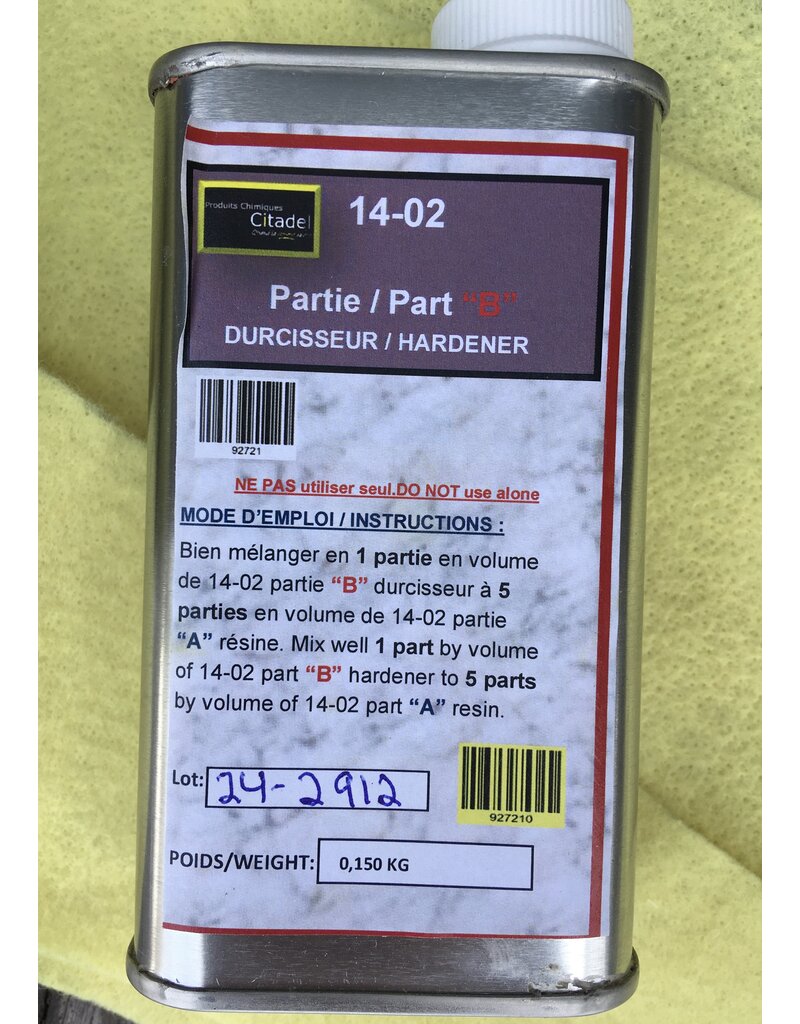 Produits Chimiques
Citadel
14-02
Partie / Part “B”
DURCISSEUR / HARDENER
92721
NE PAS utiliser seul.DO NOT use alone
MODE D’EMPLOI / INSTRUCTIONS :
Bien mélanger en 1 partie en volume
de 14-02 partie “B” durcisseur à 5
parties en volume de 14-02 partie
“A” résine. Mix well 1 part by volume
of 14-02 part “B” hardener to 5 parts
by volume of 14-02 part “A” resin.
Lot: 24-2912
927210
POIDS/WEIGHT: 0,150 KG